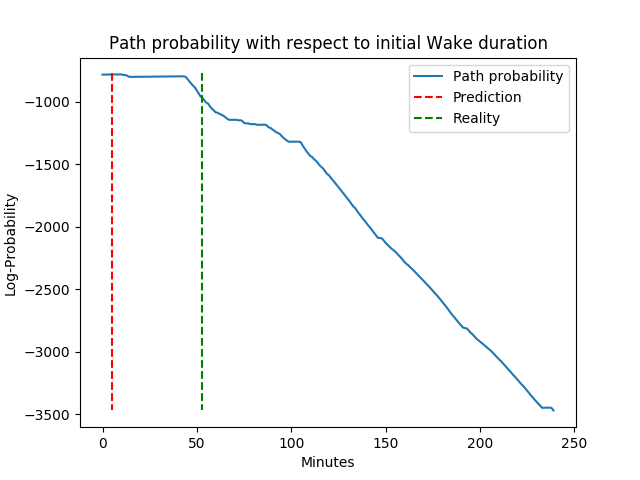 Path probability with respect to initial Wake duration
Path probability
Prediction
Reality
Log-Probability
−1000
−1500
−2000
−2500
−3000
−3500
0 50 100 150 200 250
Minutes